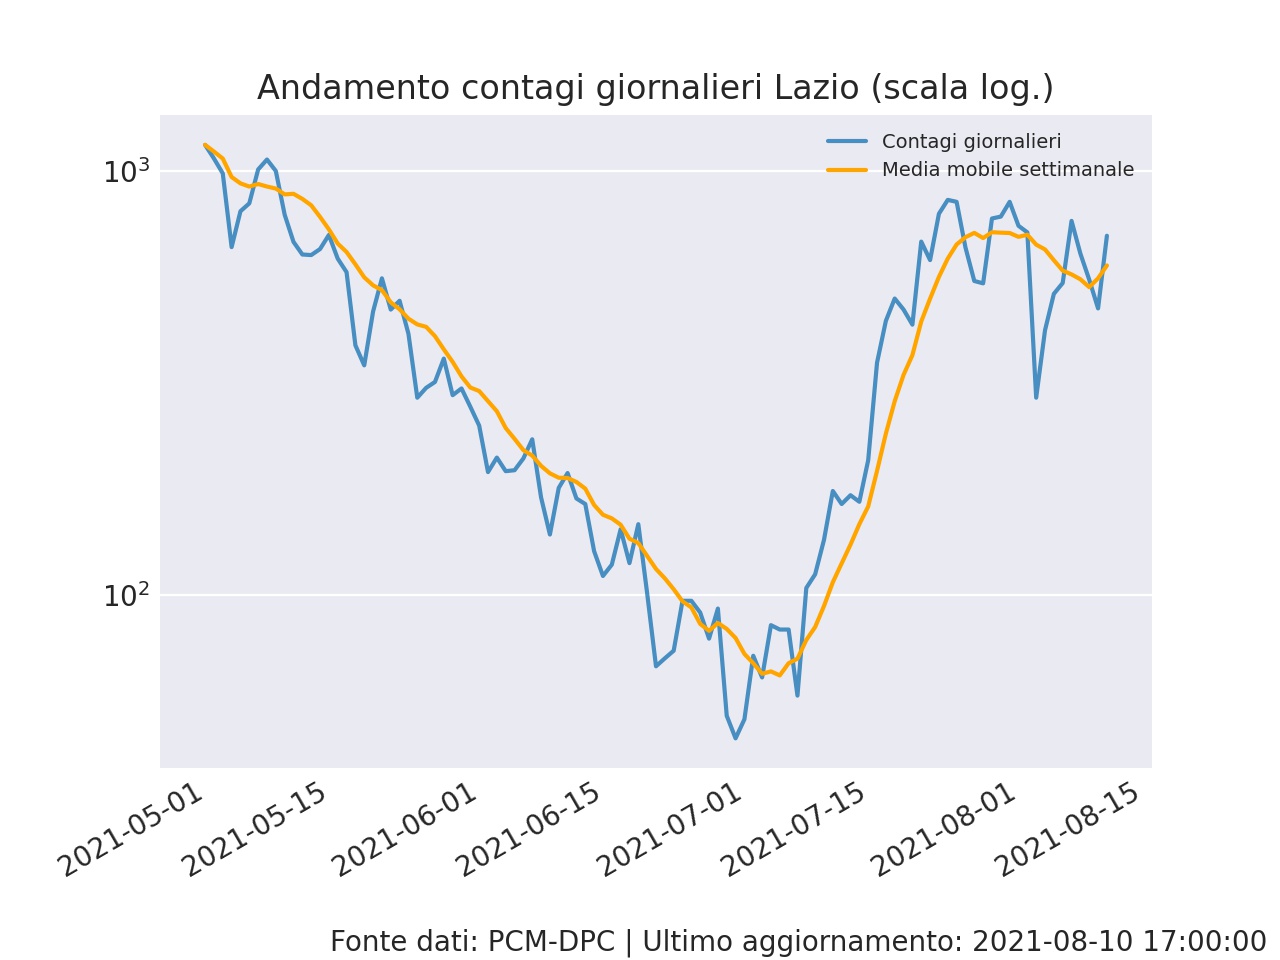 Andamento contagi giornalieri Lazio (scala log.)
Contagi giornalieri
Media mobile settimanale
10³
10²
2021-05-01
2021-05-15
2021-06-01
2021-06-15
2021-07-01
2021-07-15
2021-08-01
2021-08-15
Fonte dati: PCM-DPC | Ultimo aggiornamento: 2021-08-10 17:00:00